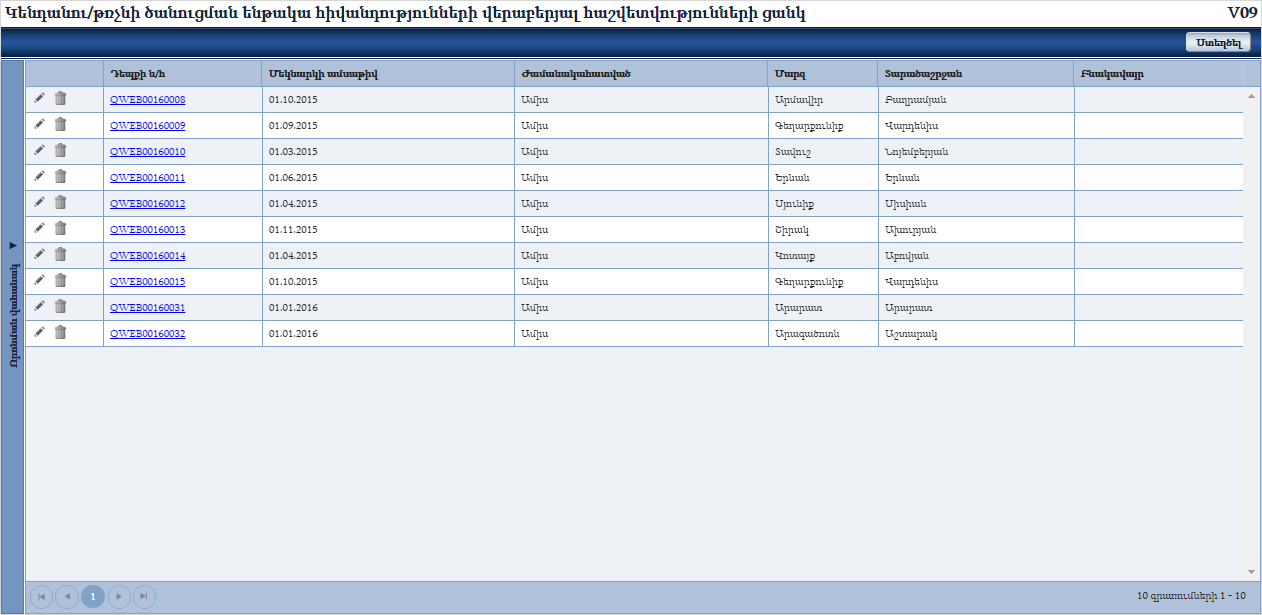 Կենդանու/թռչնի ծանուցման ենթակա հիվանդությունների վերաբերյալ հաշվետվությունների ցանկ V09
Ստեղծել
Դեպքի ն/հ Մեկնարկի ամսաթիվ Ժամանակահատված Մարզ Տարածաշրջան Բնակավայր
QWEB00160008 01.10.2015 Ամիս Արմավիր Բաղրամյան
QWEB00160009 01.09.2015 Ամիս Գեղարքունիք Վարդենիս
QWEB00160010 01.03.2015 Ամիս Տավուշ Նոյեմբերյան
QWEB00160011 01.06.2015 Ամիս Երևան Երևան
QWEB00160012 01.04.2015 Ամիս Սյունիք Սիսիան
QWEB00160013 01.11.2015 Ամիս Շիրակ Ախուրյան
QWEB00160014 01.04.2015 Ամիս Կոտայք Աբովյան
QWEB00160015 01.10.2015 Ամիս Գեղարքունիք Վարդենիս
QWEB00160031 01.01.2016 Ամիս Արարատ Արարատ
QWEB00160032 01.01.2016 Ամիս Արագածոտն Աշտարակ
Որոնման վահանակ
1
10 գրառումների 1 - 10